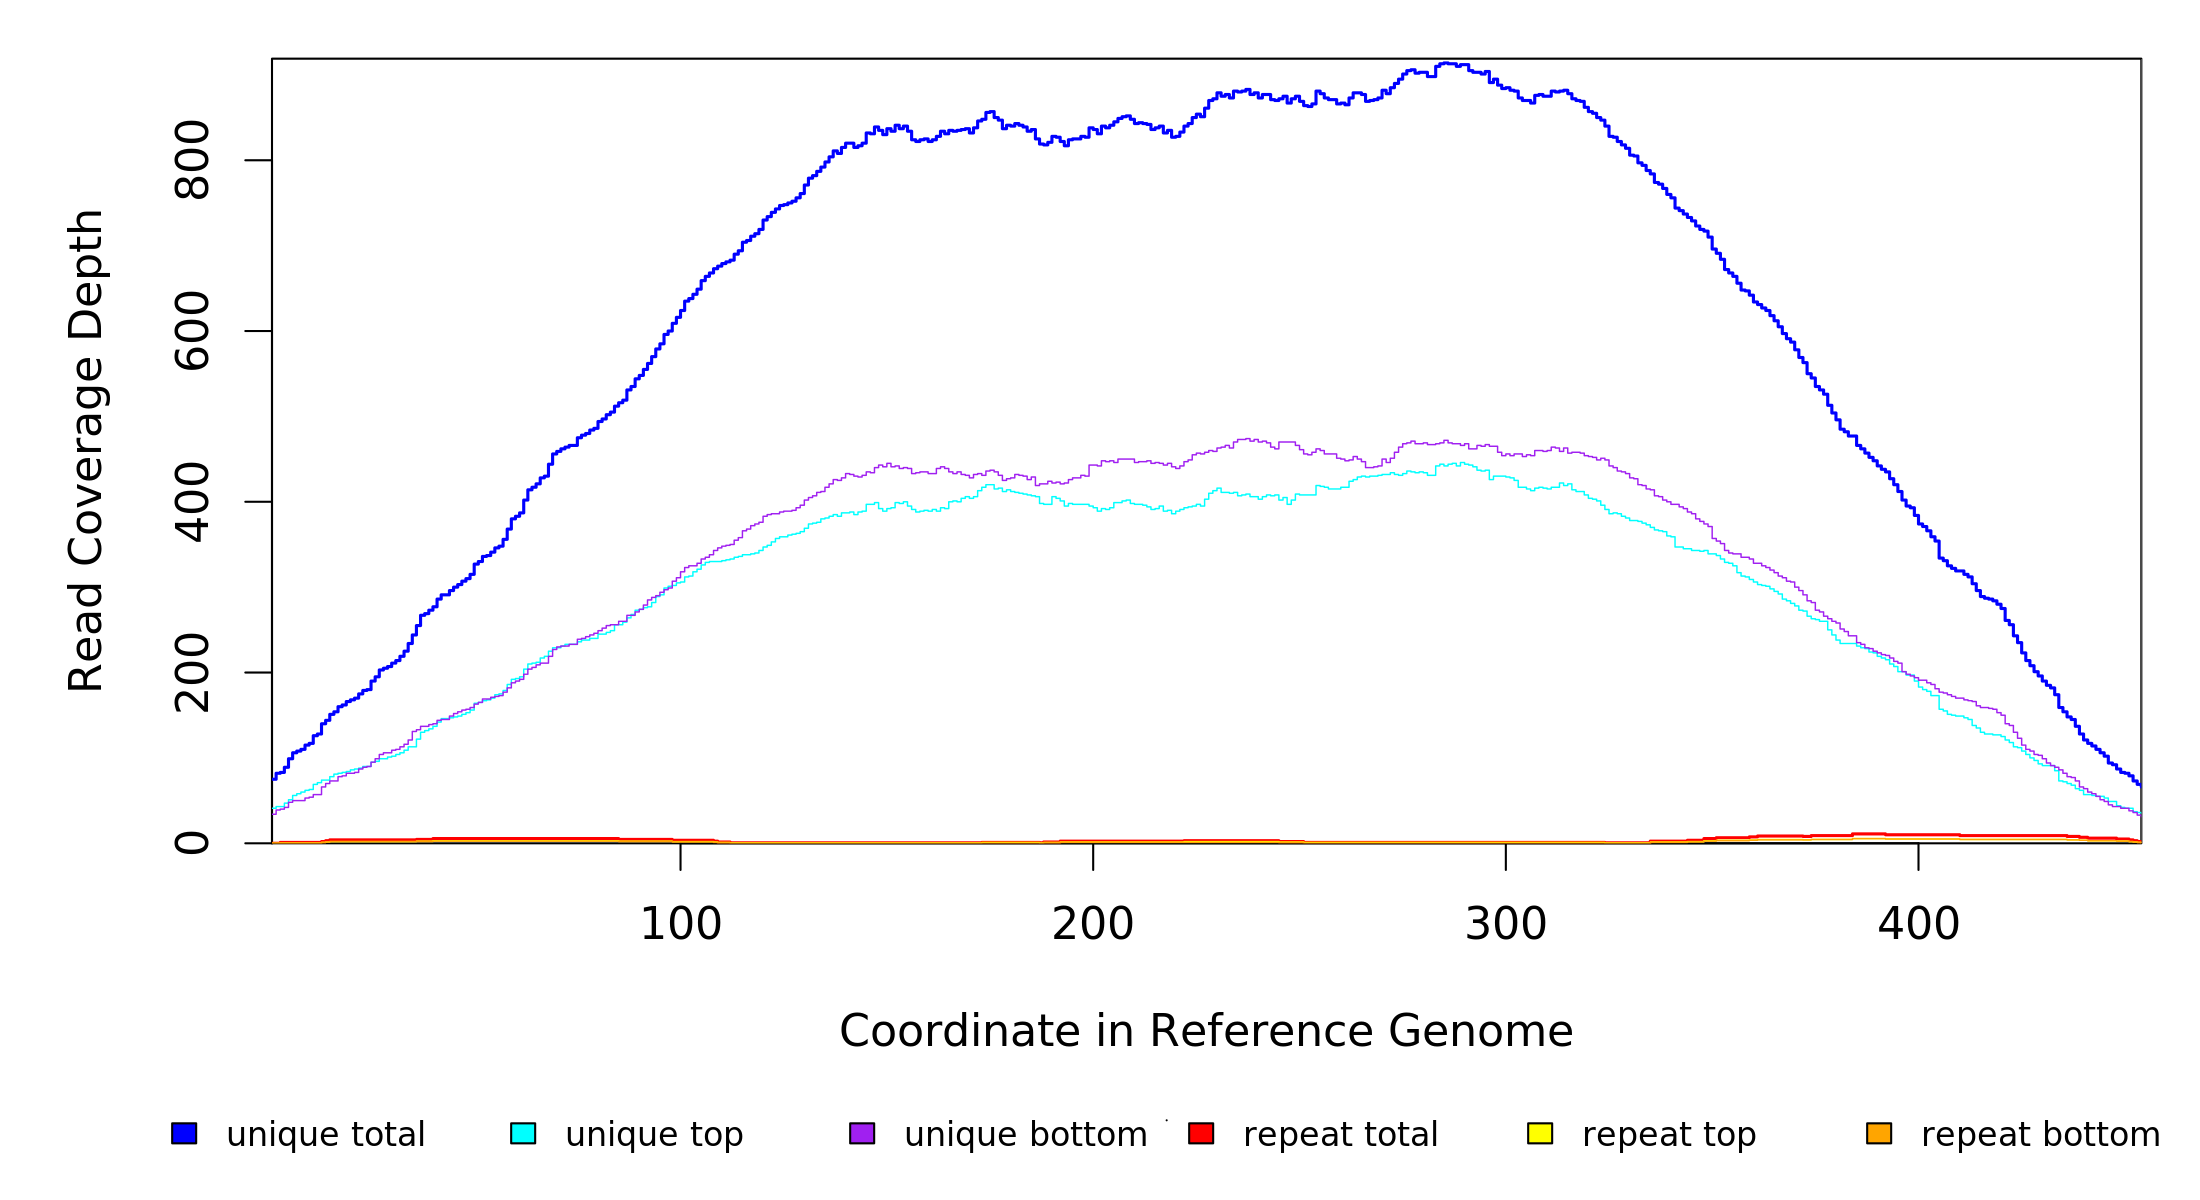 Read Coverage Depth
800
600
400
200
0
100 200 300 400
Coordinate in Reference Genome
unique total unique top unique bottom repeat total repeat top repeat bottom